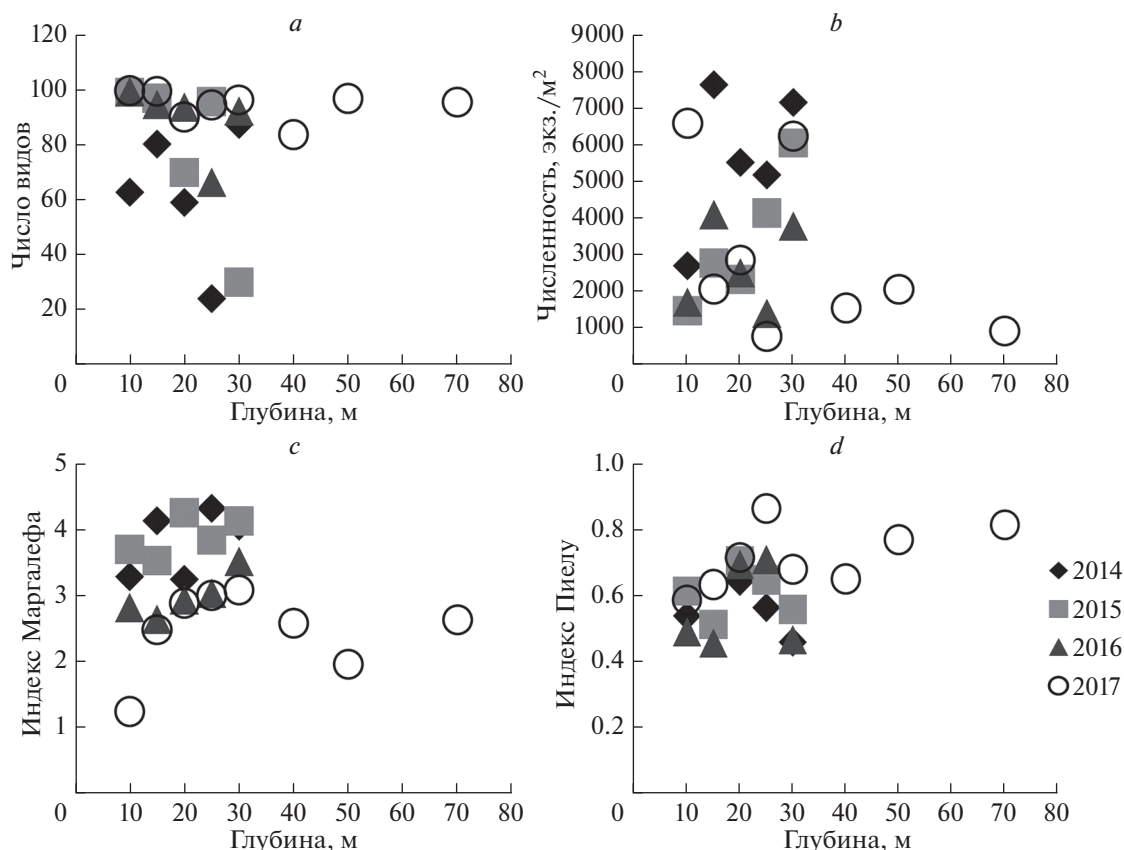 a
120
100
80
60
40
20
0
10 20 30 40 50 60 70 80
Число видов
Глубина, м
b
9000
8000
7000
6000
5000
4000
3000
2000
1000
0
10 20 30 40 50 60 70 80
Численность, экз./м²
Глубина, м
c
5
4
3
2
1
0
10 20 30 40 50 60 70 80
Индекс Маргалефа
Глубина, м
d
1.0
0.8
0.6
0.4
0.2
0
10 20 30 40 50 60 70 80
Индекс Пиелу
Глубина, м
2014
2015
2016
2017